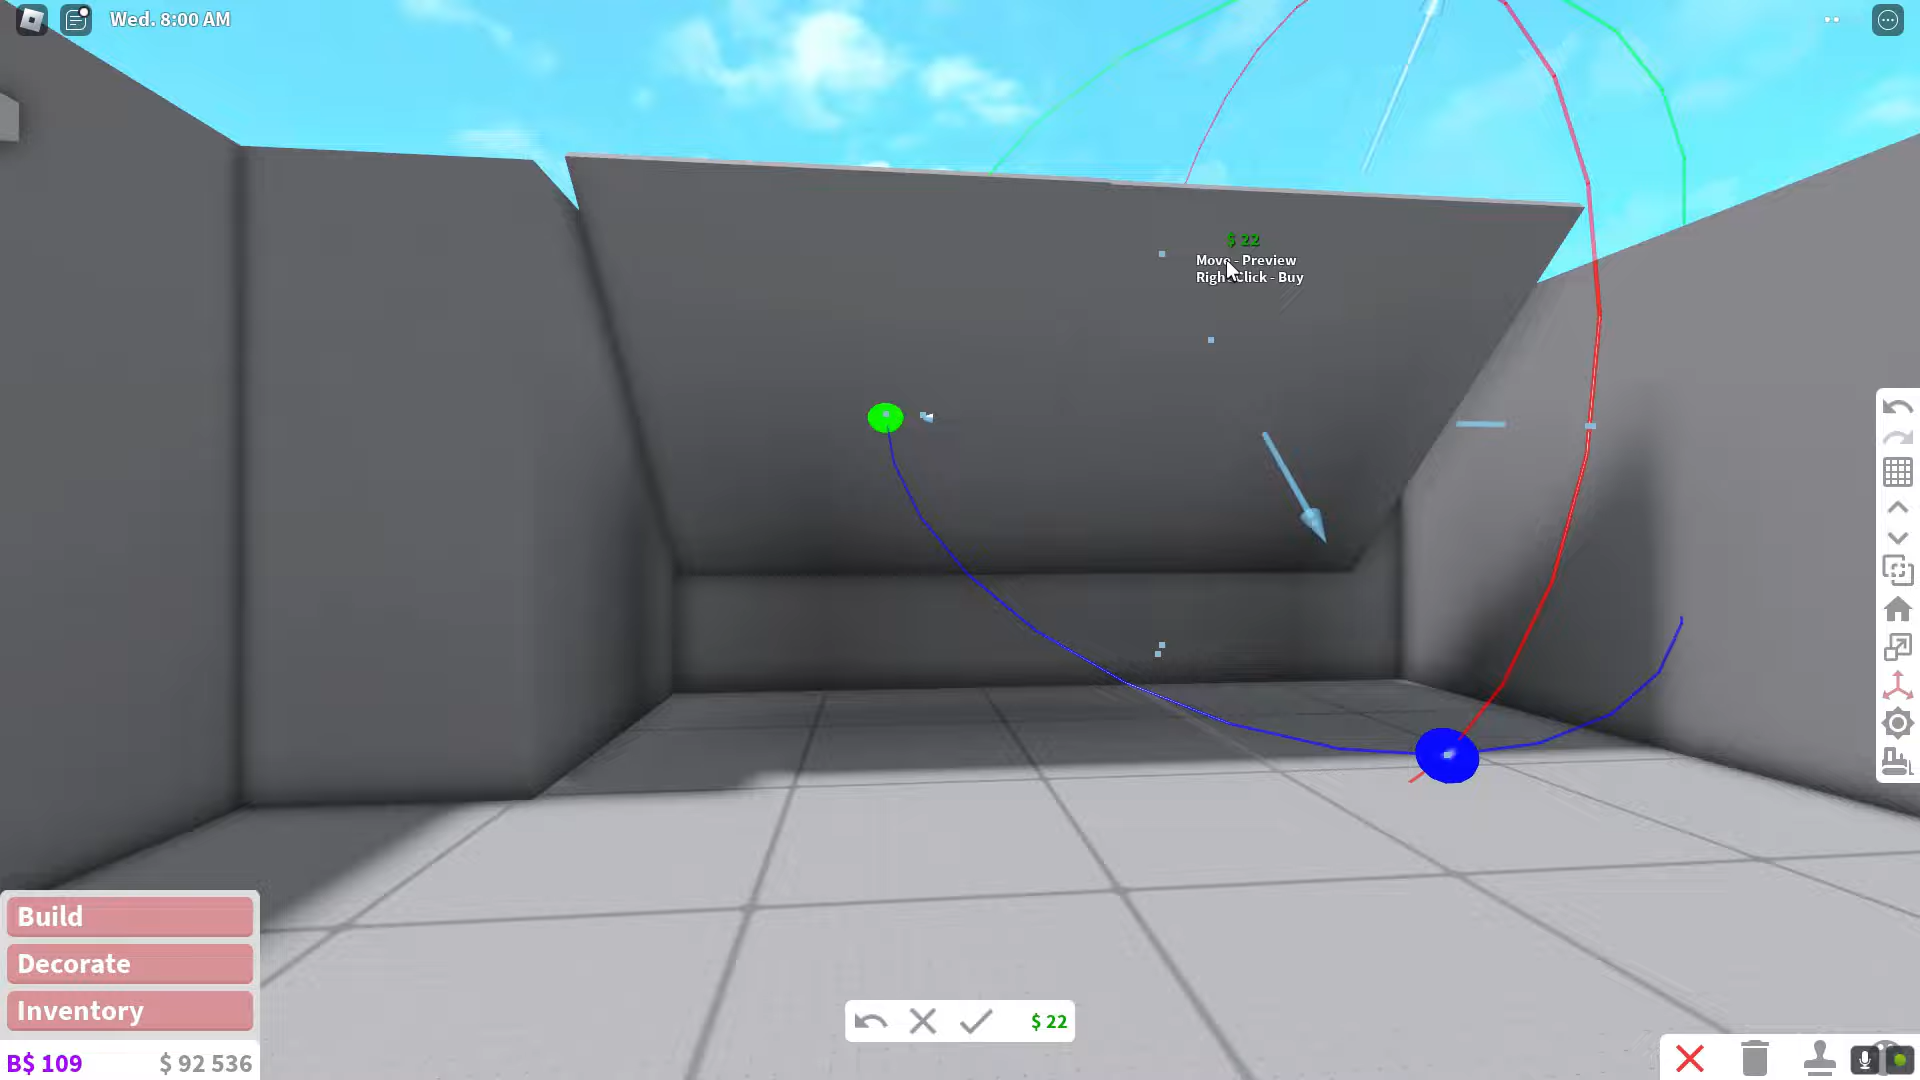 Wed. 8:00 AM
$ 22
Move - Preview
Right Click - Buy
Build
Decorate
Inventory
B$ 109
$ 92 536
$ 22